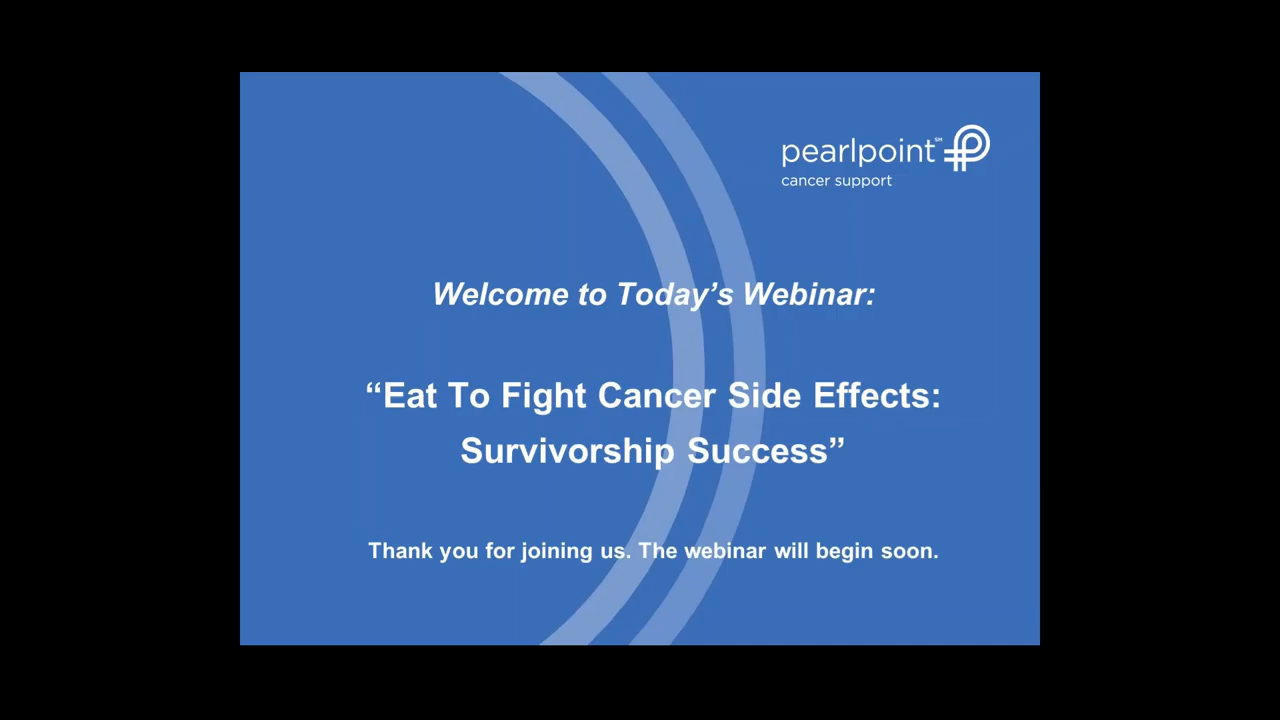 pearlpoint℠
cancer support
Welcome to Today’s Webinar:
“Eat To Fight Cancer Side Effects:
Survivorship Success”
Thank you for joining us. The webinar will begin soon.